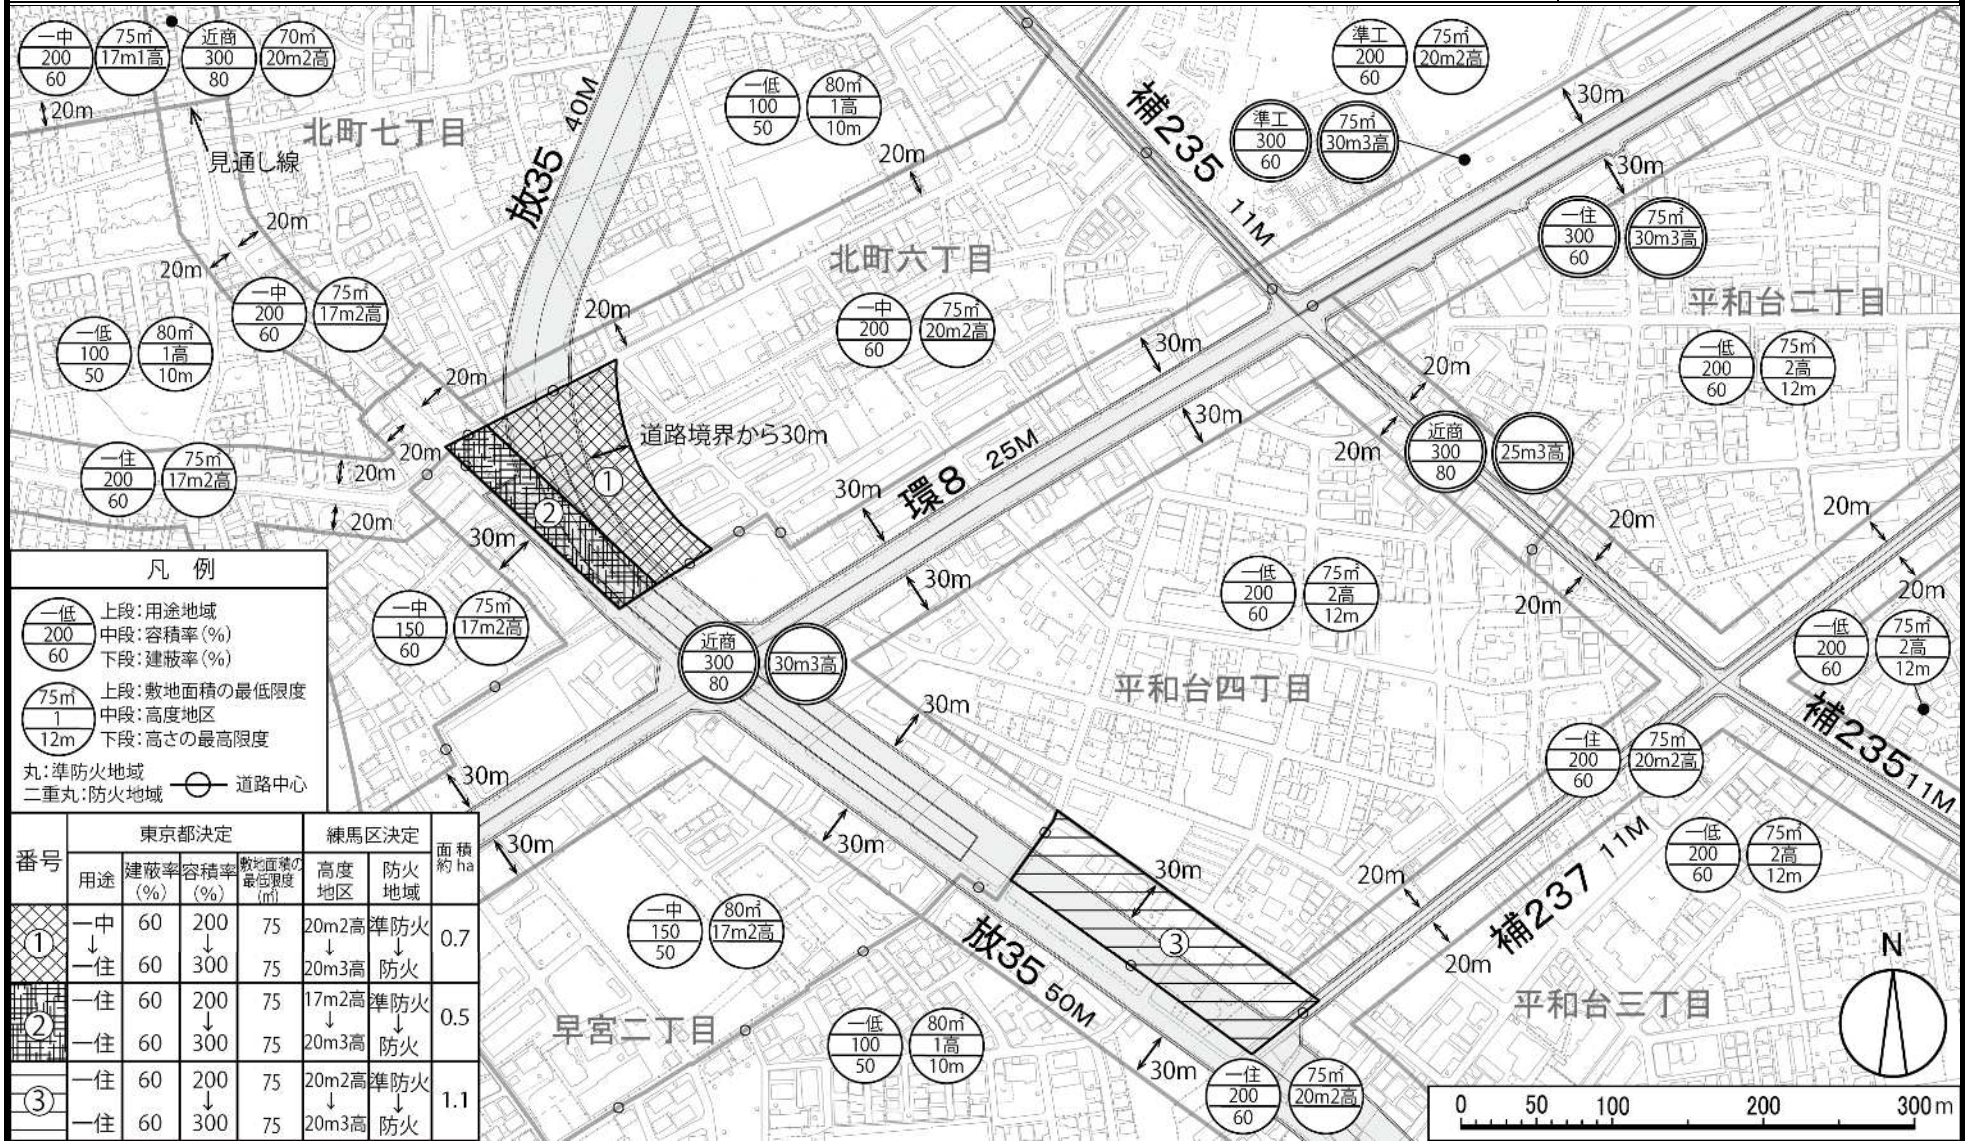 一中
200
60
75㎡
17m1高
近商
300
80
70㎡
20m2高
20m
見通し線
北町七丁目
放35
40M
一低
100
50
80㎡
1高
10m
20m
補235
11M
準工
200
60
75㎡
20m2高
準工
300
60
75㎡
30m3高
30m
30m
一住
300
60
75㎡
30m3高
20m
20m
一中
200
60
75㎡
17m2高
北町六丁目
20m
一中
200
60
75㎡
20m2高
平和台二丁目
一低
100
50
80㎡
1高
10m
20m
30m
20m
一低
200
60
75㎡
2高
12m
一住
200
60
75㎡
17m2高
20m
20m
20m
道路境界から30m
①
②
30m
環8
25M
30m
30m
20m
近商
300
80
25m3高
20m
20m
30m
一中
150
60
75㎡
17m2高
30m
一低
200
60
75㎡
2高
12m
20m
20m
近商
300
80
30m3高
平和台四丁目
一低
200
60
75㎡
2高
12m
補235
11M
30m
一住
200
60
75㎡
20m2高
30m
30m
30m
30m
20m
補237
11M
一低
200
60
75㎡
2高
12m
一中
150
50
80㎡
17m2高
③
放35
50M
20m
早宮二丁目
一低
100
50
80㎡
1高
10m
30m
一住
200
60
75㎡
20m2高
平和台三丁目
N
0 50 100 200 300m
凡 例
一低
200
60
上段:用途地域
中段:容積率(%)
下段:建蔽率(%)
75㎡
1
12m
上段:敷地面積の最低限度
中段:高度地区
下段:高さの最高限度
丸:準防火地域
二重丸:防火地域
道路中心
番号 東京都決定 練馬区決定 面積約ha
用途 建蔽率(%) 容積率(%) 敷地面積の最低限度(㎡) 高度地区 防火地域
① 一中 60 200 75 20m2高 準防火 0.7
↓ ↓ ↓ ↓
一住 60 300 75 20m3高 防火
② 一住 60 200 75 17m2高 準防火 0.5
↓ ↓ ↓
一住 60 300 75 20m3高 防火
③ 一住 60 200 75 20m2高 準防火 1.1
↓ ↓ ↓
一住 60 300 75 20m3高 防火